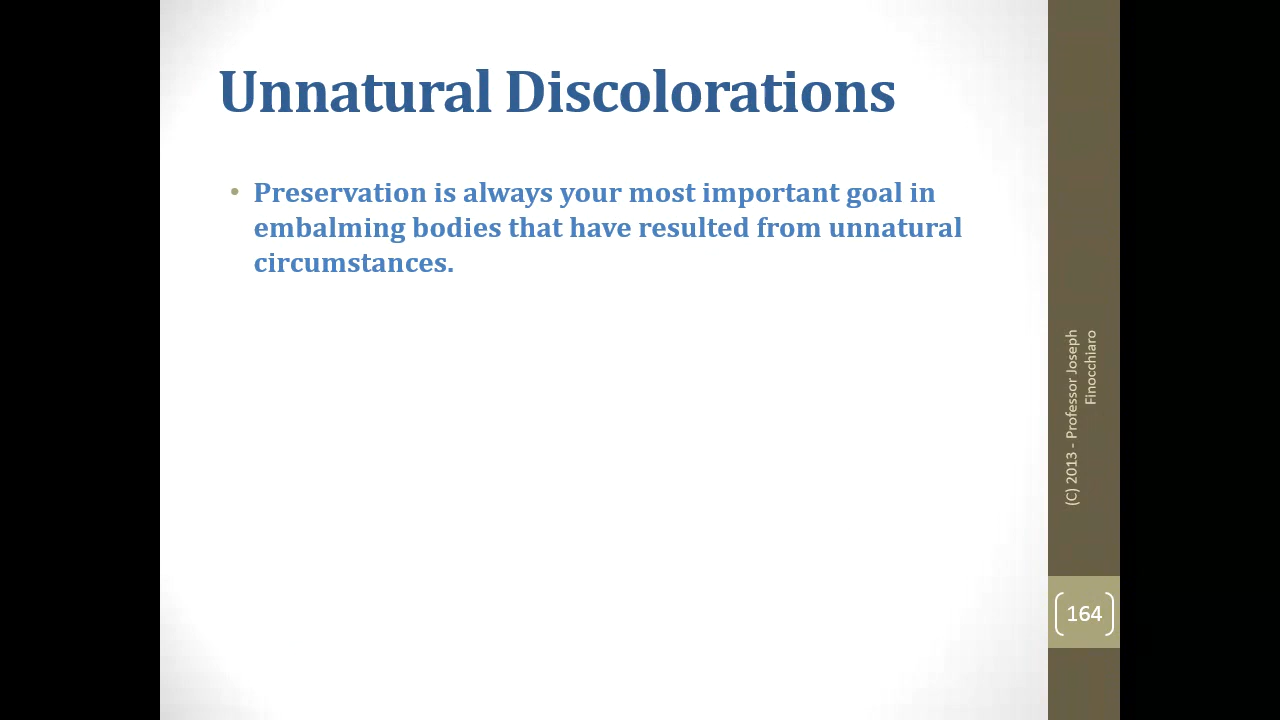 Unnatural Discolorations
• Preservation is always your most important goal in
embalming bodies that have resulted from unnatural
circumstances.
(C) 2013 - Professor Joseph
Finocchiaro
164